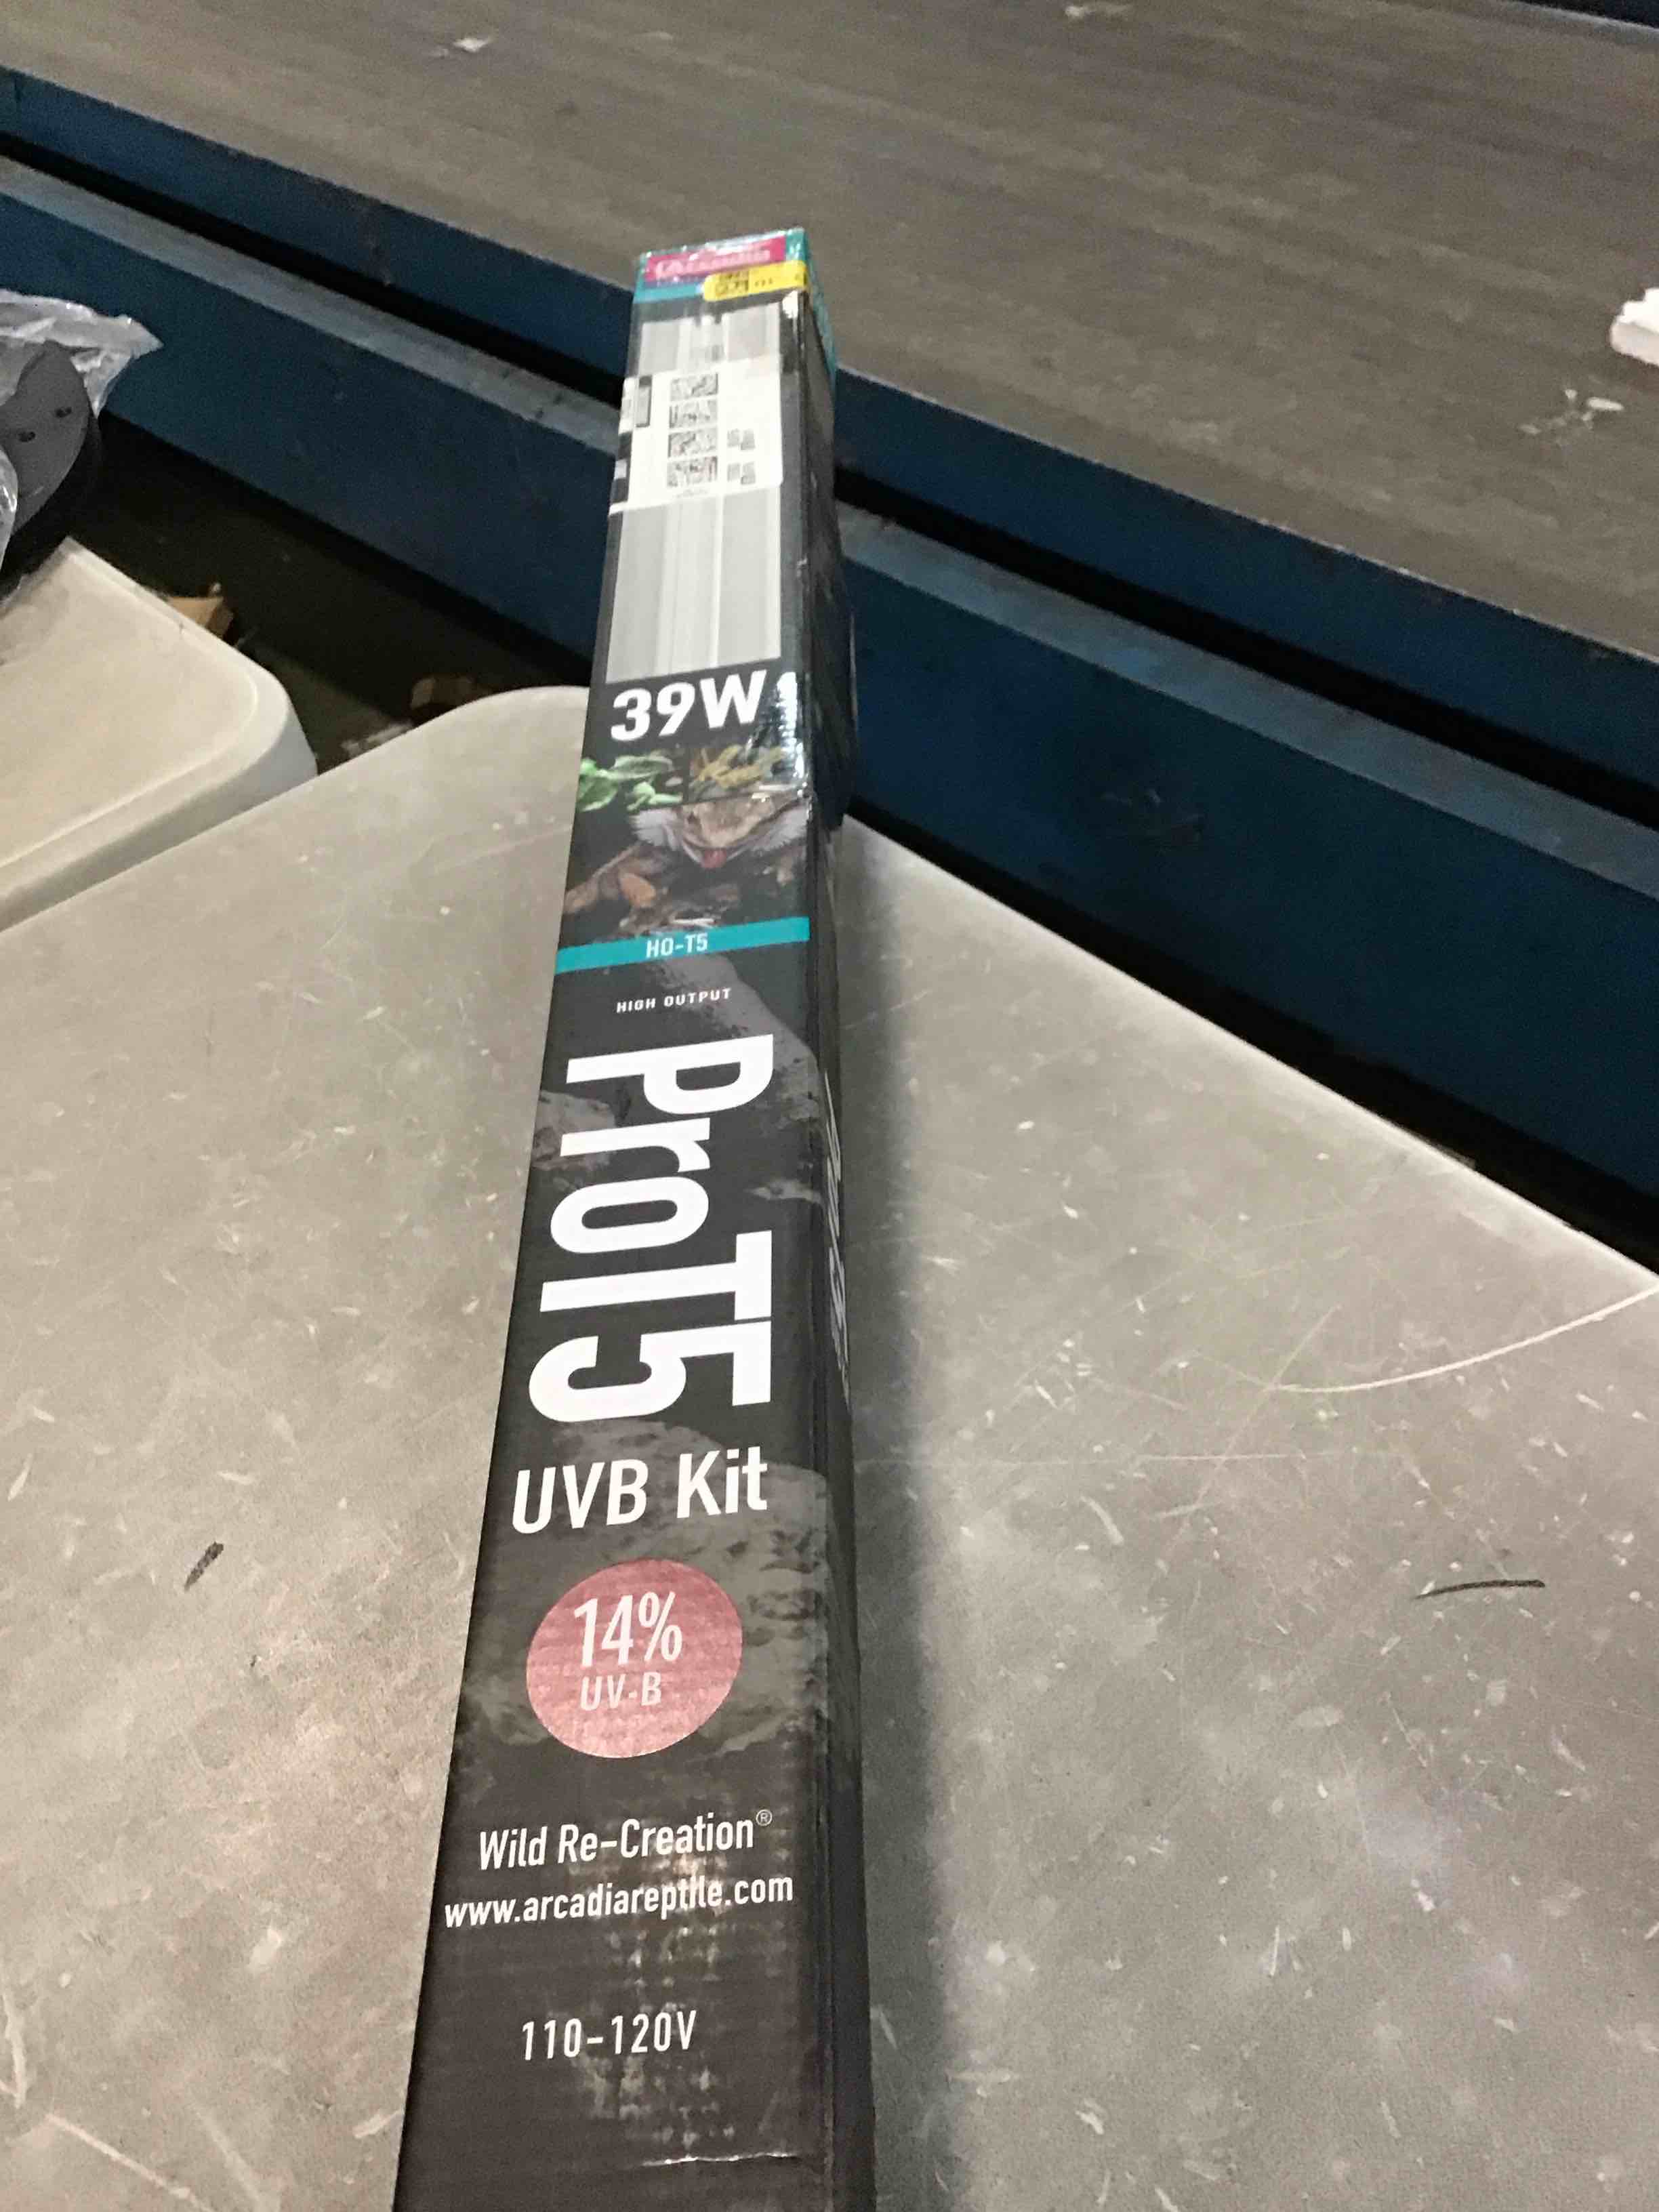 39W
HO-T5
HIGH OUTPUT
ProT5
UVB Kit
14%
UV-B
Wild Re-Creation®
www.arcadiareptile.com
110-120V